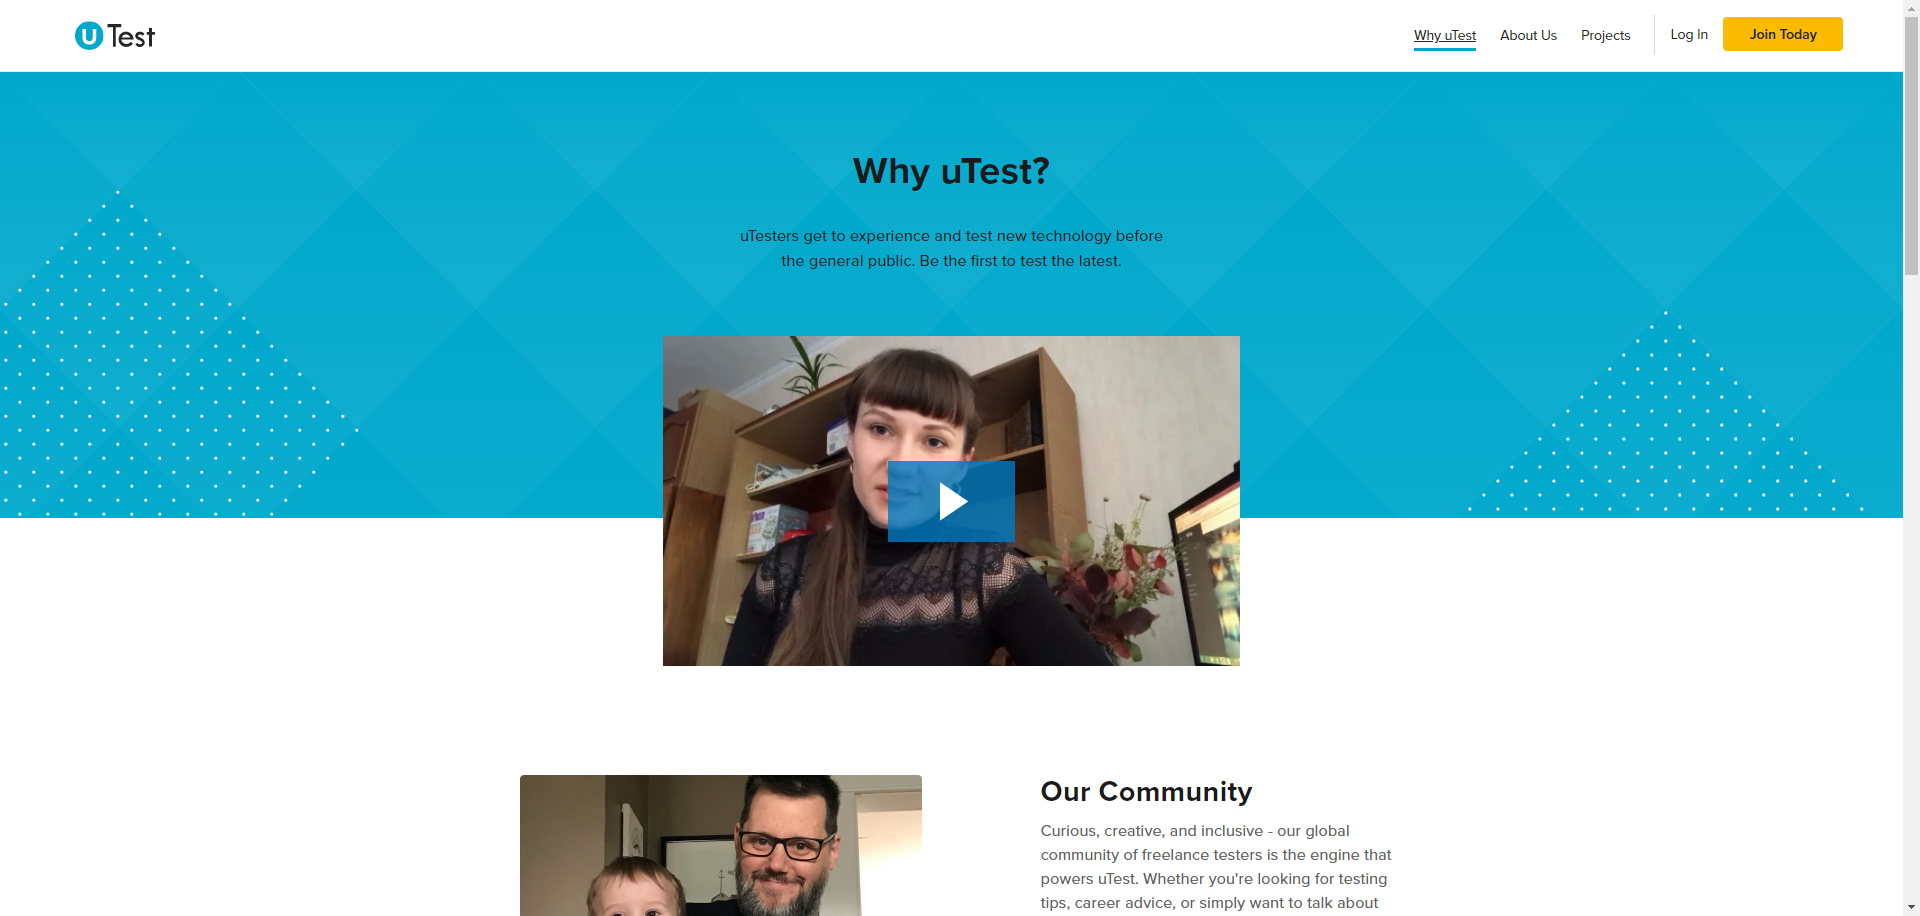 uTest
Why uTest
About Us
Projects
Log In
Join Today
Why uTest?
uTesters get to experience and test new technology before
the general public. Be the first to test the latest.
Our Community
Curious, creative, and inclusive - our global
community of freelance testers is the engine that
powers uTest. Whether you're looking for testing
tips, career advice, or simply want to talk about